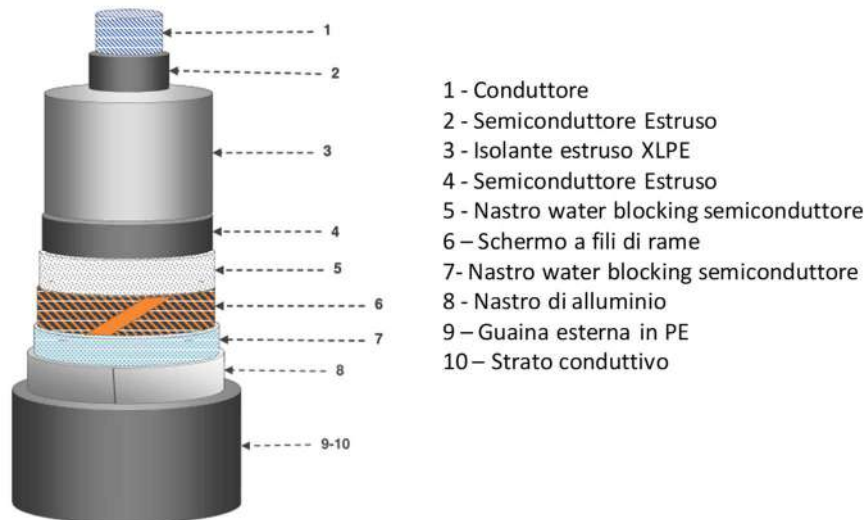 1
2
3
4
5
6
7
8
9-10
1 - Conduttore
2 - Semiconduttore Estruso
3 - Isolante estruso XLPE
4 - Semiconduttore Estruso
5 - Nastro water blocking semiconduttore
6 – Schermo a fili di rame
7- Nastro water blocking semiconduttore
8 - Nastro di alluminio
9 – Guaina esterna in PE
10 – Strato conduttivo